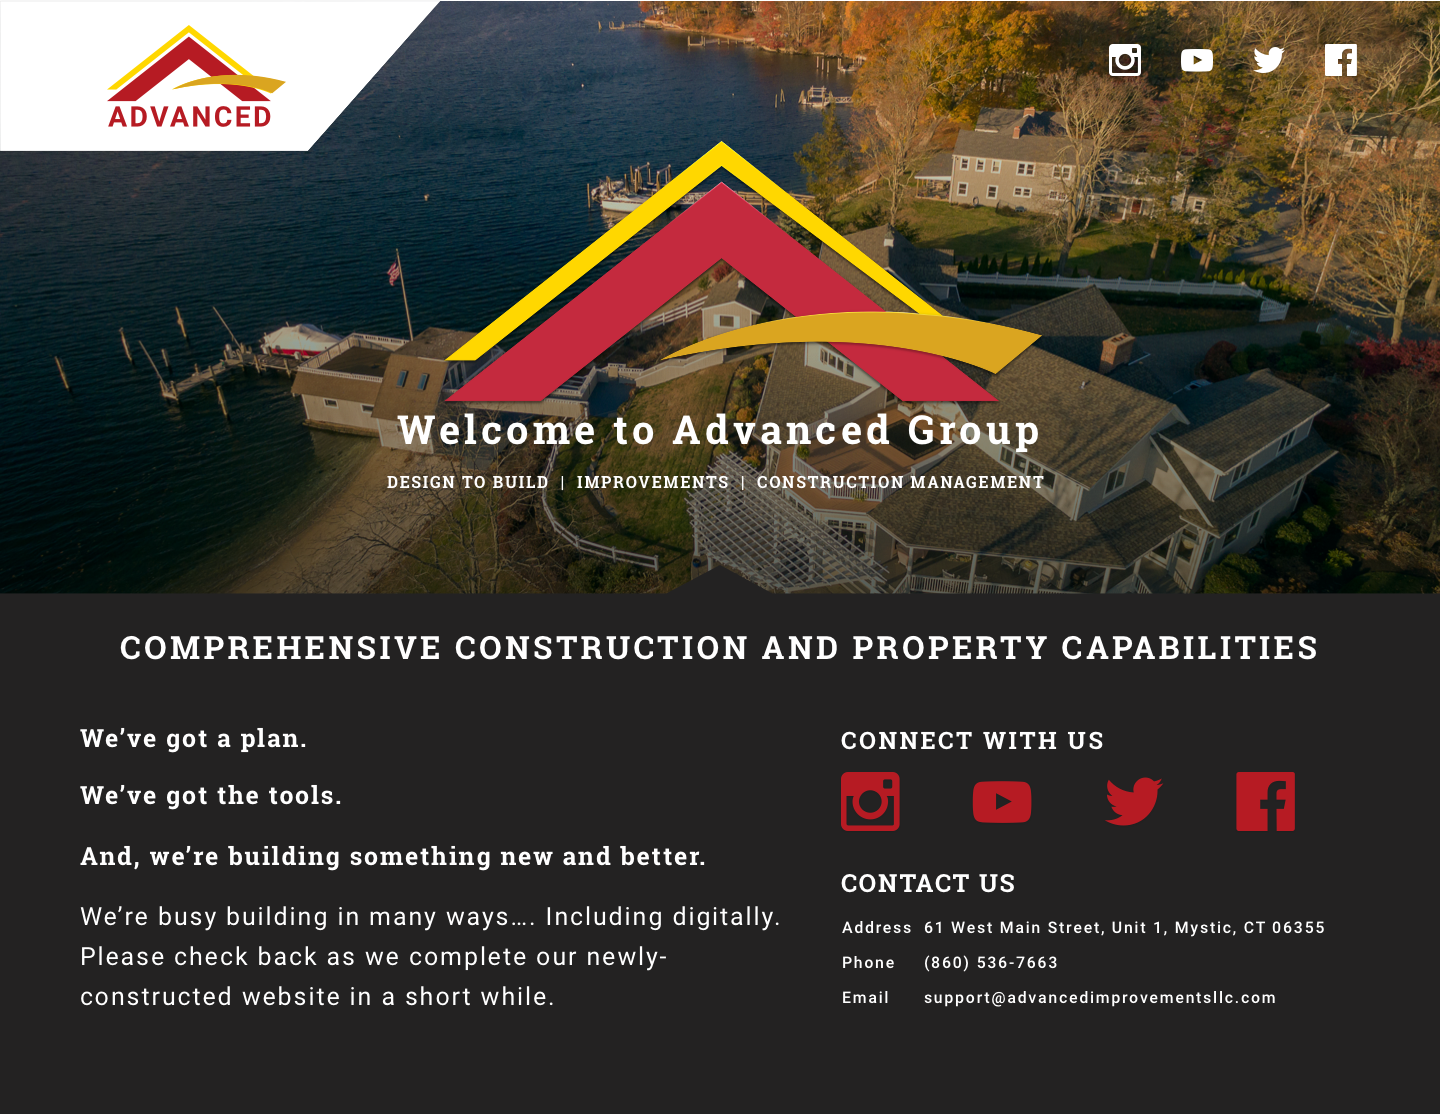 ADVANCED
Welcome to Advanced Group
DESIGN TO BUILD | IMPROVEMENTS | CONSTRUCTION MANAGEMENT
COMPREHENSIVE CONSTRUCTION AND PROPERTY CAPABILITIES
We’ve got a plan.
We’ve got the tools.
And, we’re building something new and better.
We’re busy building in many ways…. Including digitally.
Please check back as we complete our newly-
constructed website in a short while.
CONNECT WITH US
CONTACT US
Address 61 West Main Street, Unit 1, Mystic, CT 06355
Phone (860) 536-7663
Email support@advancedimprovementsllc.com